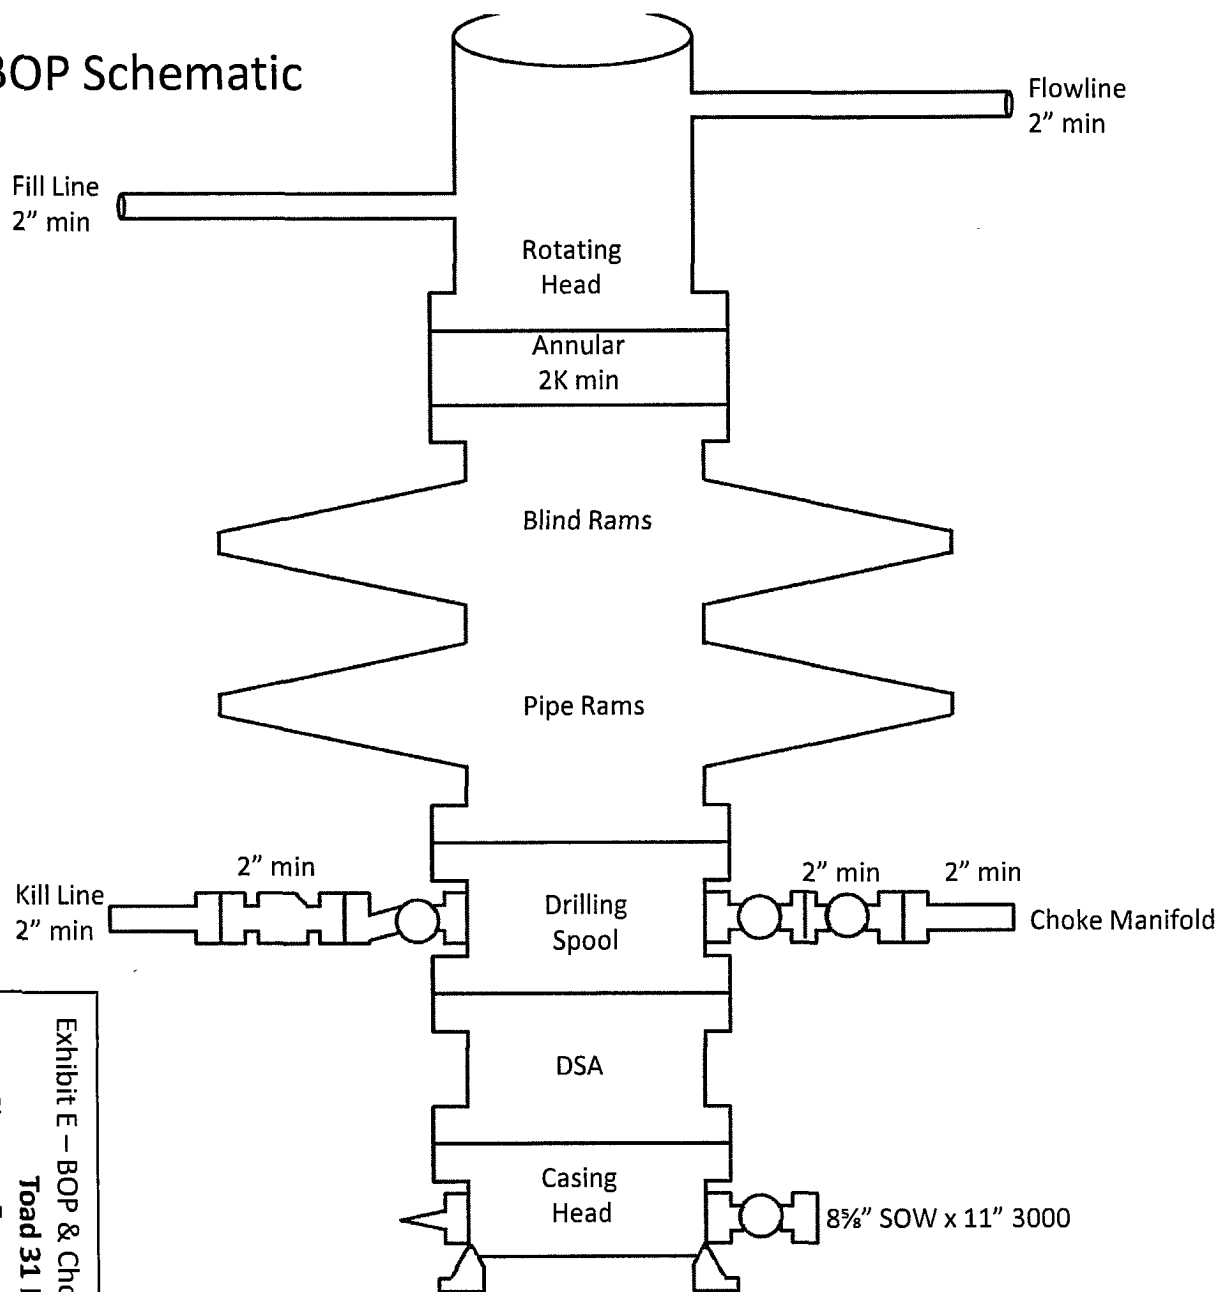 BOP Schematic
Flowline
2” min
Fill Line
2” min
Rotating
Head
Annular
2K min
Blind Rams
Pipe Rams
2” min
Kill Line
2” min
Drilling
Spool
2” min
2” min
Choke Manifold
DSA
Casing
Head
8⅝” SOW x 11” 3000
Exhibit E – BOP & Cho
Toad 31